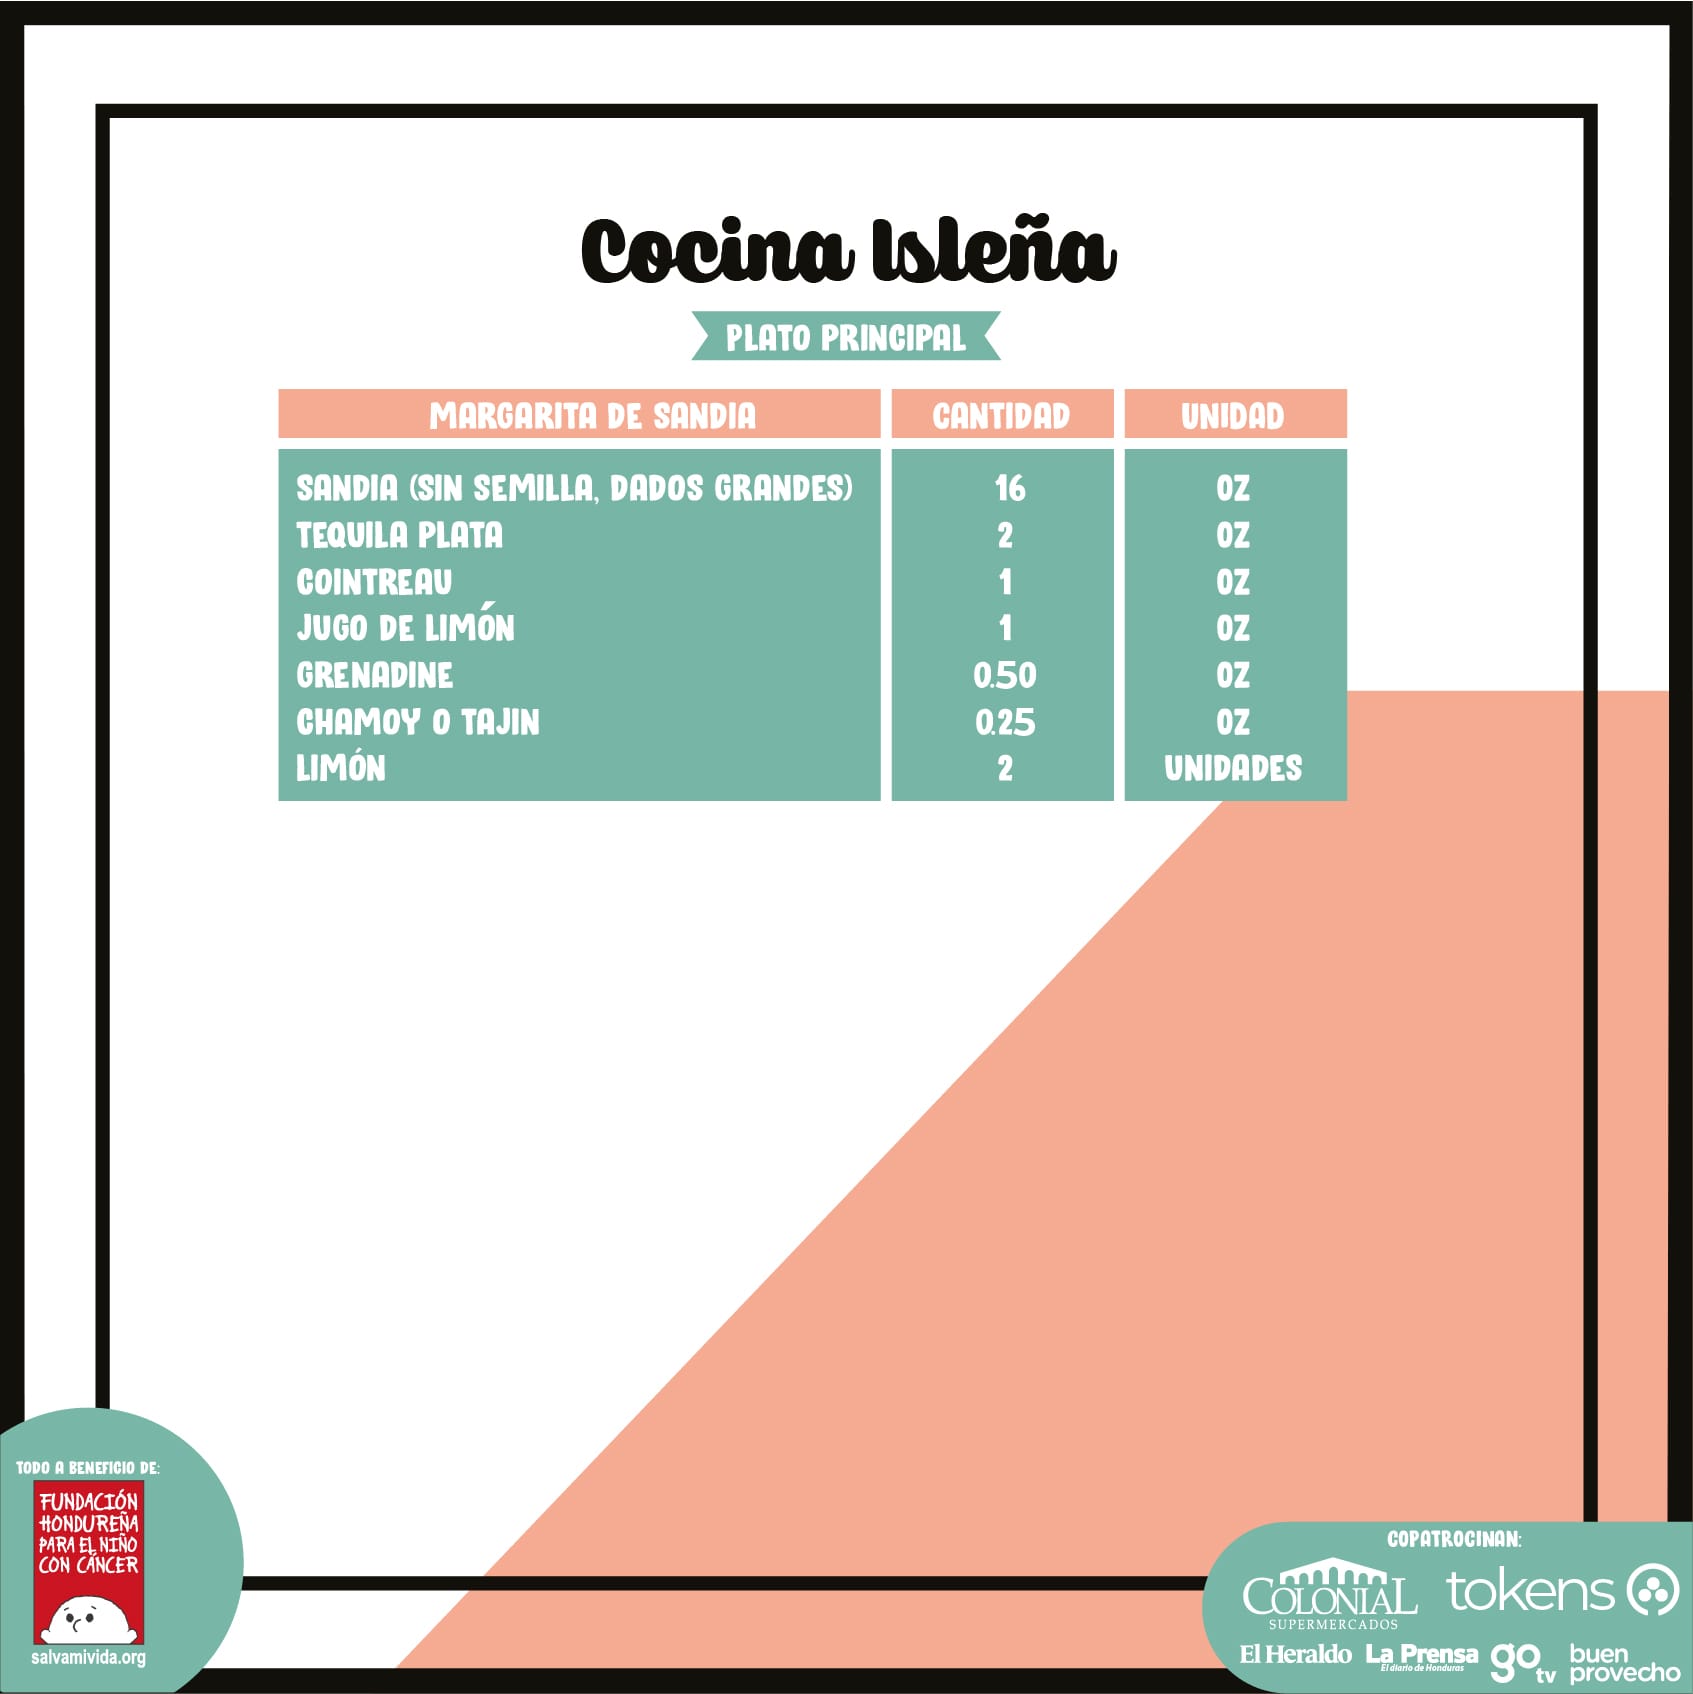 Cocina Isleña
PLATO PRINCIPAL
MARGARITA DE SANDIA CANTIDAD UNIDAD
SANDIA (SIN SEMILLA, DADOS GRANDES) 16 OZ
TEQUILA PLATA 2 OZ
COINTREAU 1 OZ
JUGO DE LIMÓN 1 OZ
GRENADINE 0.50 OZ
CHAMOY O TAJIN 0.25 OZ
LIMÓN 2 UNIDADES
TODO A BENEFICIO DE:
FUNDACIÓN
HONDUREÑA
PARA EL NIÑO
CON CÁNCER
salvamivida.org
COPATROCINAN:
COLONIAL
SUPERMERCADOS
tokens
El Heraldo
La Prensa
El diario de Honduras
go tv
buen
provecho